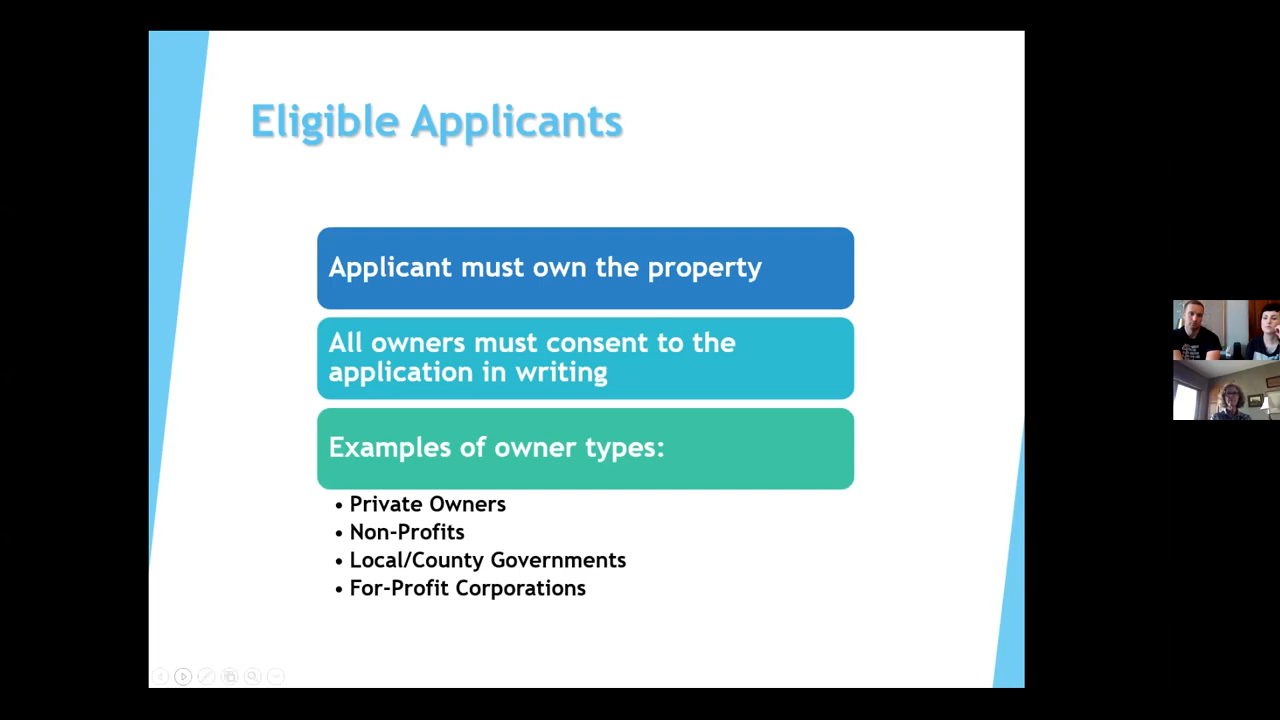 Eligible Applicants
Applicant must own the property
All owners must consent to the
application in writing
Examples of owner types:
• Private Owners
• Non-Profits
• Local/County Governments
• For-Profit Corporations